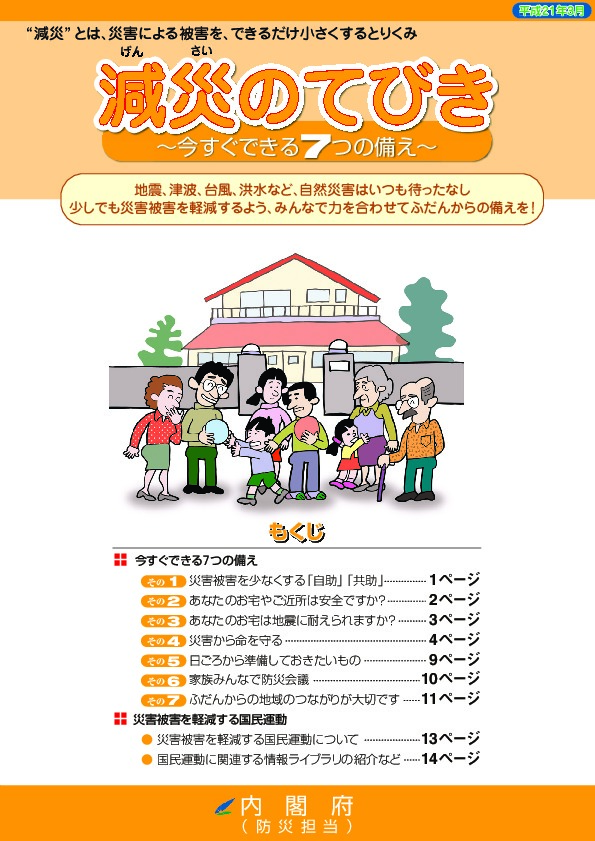 平成21年3月
“減災”とは、災害による被害を、できるだけ小さくするとりくみ
げん さい
減災のてびき
～今すぐできる7つの備え～
地震、津波、台風、洪水など、自然災害はいつも待ったなし
少しでも災害被害を軽減するよう、みんなで力を合わせてふだんからの備えを！
もくじ
今すぐできる7つの備え
その1 災害被害を少なくする「自助」「共助」 1ページ
その2 あなたのお宅やご近所は安全ですか？ 2ページ
その3 あなたのお宅は地震に耐えられますか？ 3ページ
その4 災害から命を守る 4ページ
その5 日ごろから準備しておきたいもの 9ページ
その6 家族みんなで防災会議 10ページ
その7 ふだんからの地域のつながりが大切です 11ページ
災害被害を軽減する国民運動
● 災害被害を軽減する国民運動について 13ページ
● 国民運動に関連する情報ライブラリの紹介など 14ページ
内閣府
（防災担当）